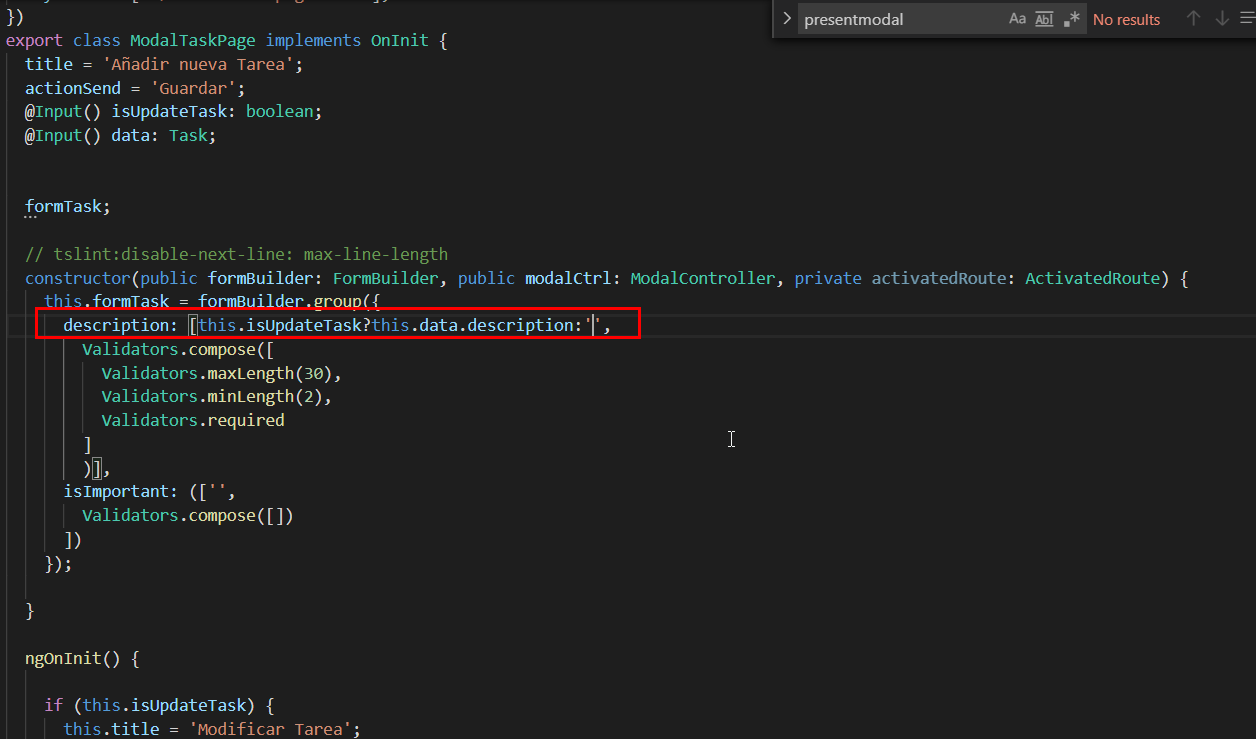 })
presentmodal Aa Abl .* No results
export class ModalTaskPage implements OnInit {
title = 'Añadir nueva Tarea';
actionSend = 'Guardar';
@Input() isUpdateTask: boolean;
@Input() data: Task;
formTask;
// tslint:disable-next-line: max-line-length
constructor(public formBuilder: FormBuilder, public modalCtrl: ModalController, private activatedRoute: ActivatedRoute) {
this.formTask = formBuilder.group({
description: [this.isUpdateTask?this.data.description:'',
Validators.compose([
Validators.maxLength(30),
Validators.minLength(2),
Validators.required
]
)],
isImportant: (['',
Validators.compose([])
])
});
}
ngOnInit() {
if (this.isUpdateTask) {
this.title = 'Modificar Tarea';